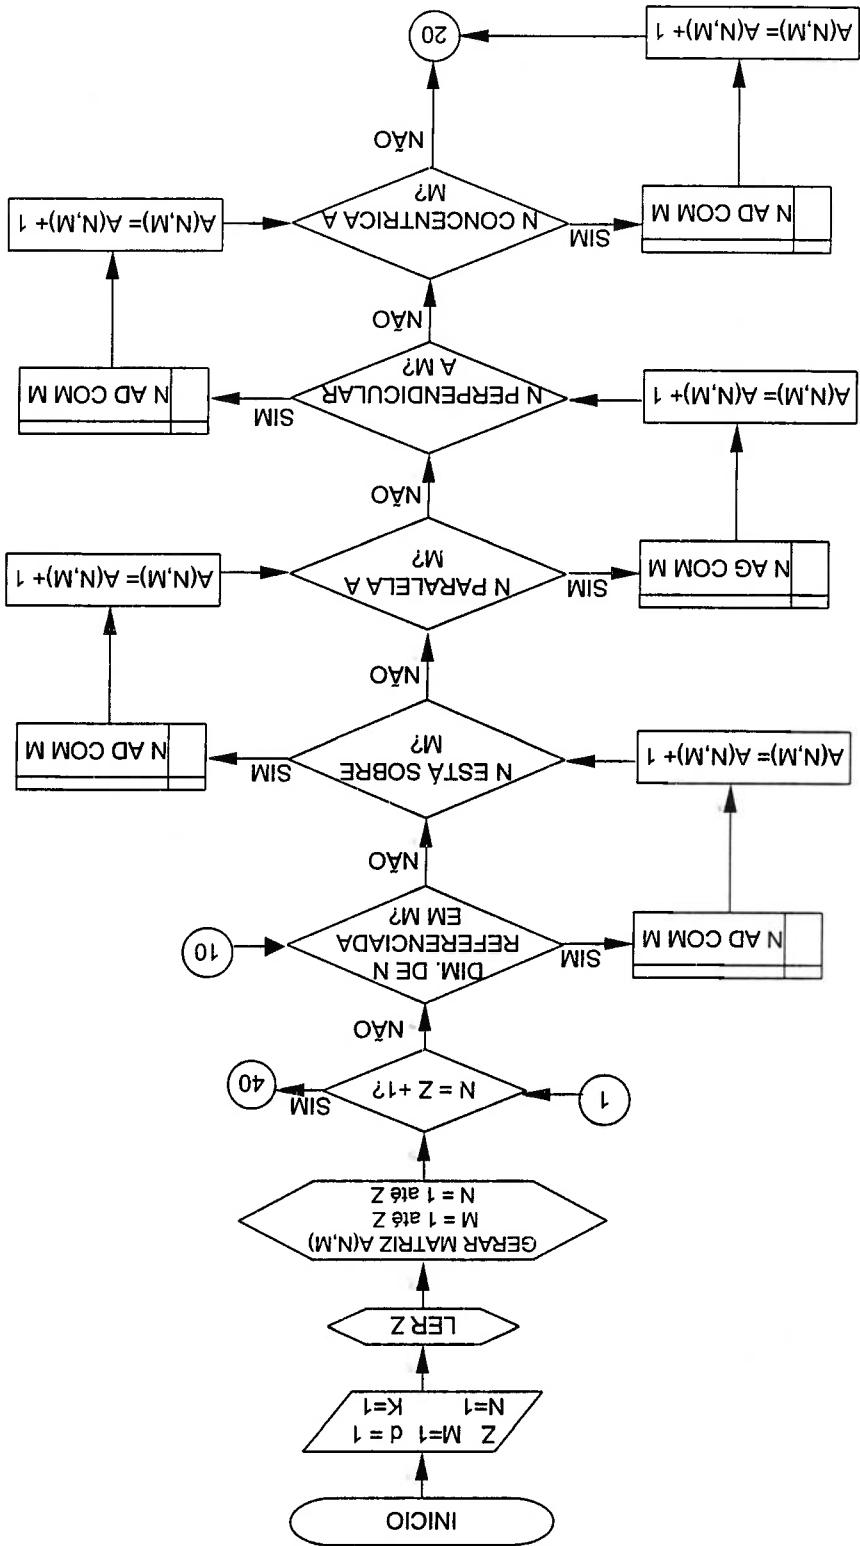 INICIO
Z M=1 d = 1
N=1 K=1
LER Z
GERAR MATRIZ A(N,M)
M = 1 até Z
N = 1 até Z
1
N = Z +1?
SIM
40
NÃO
10
DIM. DE N
REFERENCIADA
EM M?
SIM
N AD COM M
A(N,M)= A(N,M)+ 1
NÃO
N ESTÁ SOBRE
M?
SIM
N AD COM M
A(N,M)= A(N,M)+ 1
NÃO
N PARALELA A
M?
SIM
N AG COM M
A(N,M)= A(N,M)+ 1
NÃO
N PERPENDICULAR
A M?
SIM
N AD COM M
A(N,M)= A(N,M)+ 1
NÃO
N CONCENTRICA A
M?
SIM
N AD COM M
A(N,M)= A(N,M)+ 1
NÃO
20